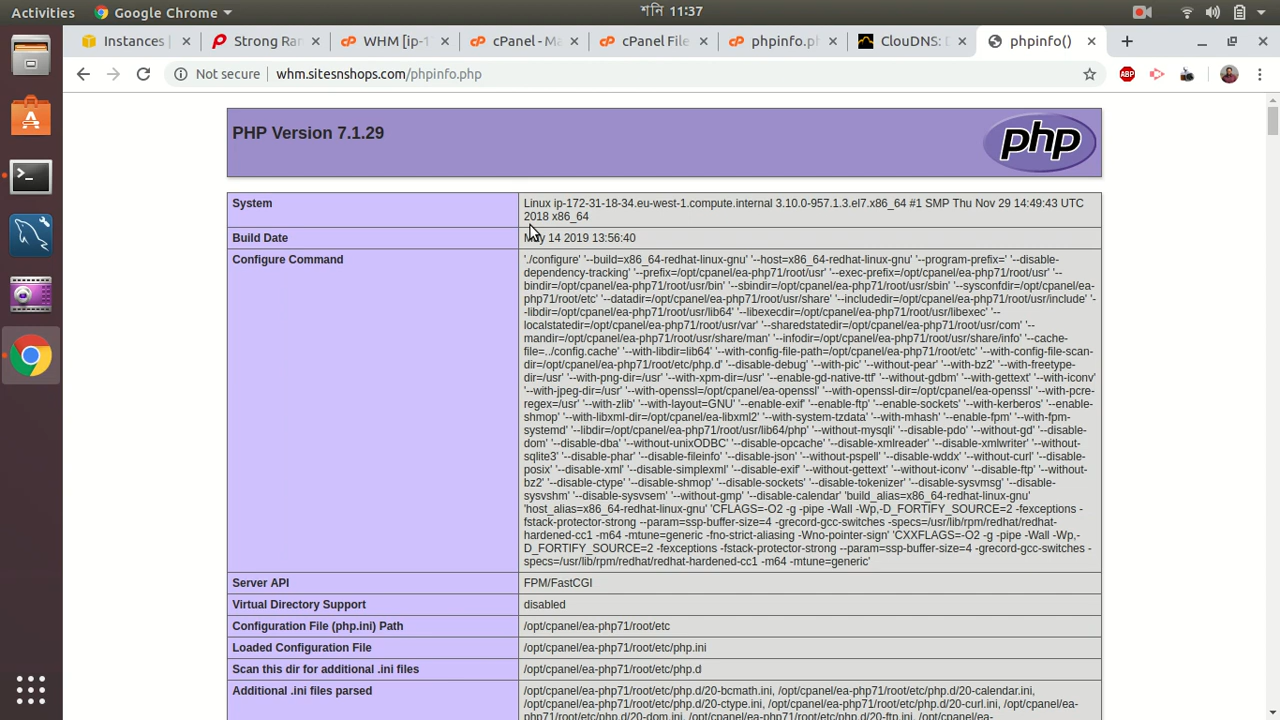 Activities Google Chrome শনি 11:37
Instances Strong Ra WHM [ip-1 cPanel - M cPanel File phpinfo.p ClouDNS: phpinfo()
Not secure whm.sitesnshops.com/phpinfo.php ABP
PHP Version 7.1.29 php
System Linux ip-172-31-18-34.eu-west-1.compute.internal 3.10.0-957.1.3.el7.x86_64 #1 SMP Thu Nov 29 14:49:43 UTC
2018 x86_64
Build Date May 14 2019 13:56:40
Configure Command './configure' '--build=x86_64-redhat-linux-gnu' '--host=x86_64-redhat-linux-gnu' '--program-prefix=' '--disable-
dependency-tracking' '--prefix=/opt/cpanel/ea-php71/root/usr' '--exec-prefix=/opt/cpanel/ea-php71/root/usr' '--
bindir=/opt/cpanel/ea-php71/root/usr/bin' '--sbindir=/opt/cpanel/ea-php71/root/usr/sbin' '--sysconfdir=/opt/cpanel/ea-
php71/root/etc' '--datadir=/opt/cpanel/ea-php71/root/usr/share' '--includedir=/opt/cpanel/ea-php71/root/usr/include' '-
-libdir=/opt/cpanel/ea-php71/root/usr/lib64' '--libexecdir=/opt/cpanel/ea-php71/root/usr/libexec' '--
localstatedir=/opt/cpanel/ea-php71/root/usr/var' '--sharedstatedir=/opt/cpanel/ea-php71/root/usr/com' '--
mandir=/opt/cpanel/ea-php71/root/usr/share/man' '--infodir=/opt/cpanel/ea-php71/root/usr/share/info' '--cache-
file=../config.cache' '--with-libdir=lib64' '--with-config-file-path=/opt/cpanel/ea-php71/root/etc' '--with-config-file-scan-
dir=/opt/cpanel/ea-php71/root/etc/php.d' '--disable-debug' '--with-pic' '--without-pear' '--with-bz2' '--with-freetype-
dir=/usr' '--with-png-dir=/usr' '--with-xpm-dir=/usr' '--enable-gd-native-ttf' '--without-gdbm' '--with-gettext' '--with-iconv'
'--with-jpeg-dir=/usr' '--with-openssl=/opt/cpanel/ea-openssl' '--with-openssl-dir=/opt/cpanel/ea-openssl' '--with-pcre-
regex=/usr' '--with-zlib' '--with-layout=GNU' '--enable-exif' '--enable-ftp' '--enable-sockets' '--with-kerberos' '--enable-
shmop' '--with-libxml-dir=/opt/cpanel/ea-libxml2' '--with-system-tzdata' '--with-mhash' '--enable-fpm' '--with-fpm-
systemd' '--libdir=/opt/cpanel/ea-php71/root/usr/lib64/php' '--without-mysqli' '--disable-pdo' '--without-gd' '--disable-
dom' '--disable-dba' '--without-unixODBC' '--disable-opcache' '--disable-xmlreader' '--disable-xmlwriter' '--without-
sqlite3' '--disable-phar' '--disable-fileinfo' '--disable-json' '--without-pspell' '--disable-wddx' '--without-curl' '--disable-
posix' '--disable-xml' '--disable-simplexml' '--disable-exif' '--without-gettext' '--without-iconv' '--disable-ftp' '--without-
bz2' '--disable-ctype' '--disable-shmop' '--disable-sockets' '--disable-tokenizer' '--disable-sysvmsg' '--disable-
sysvshm' '--disable-sysvsem' '--without-gmp' '--disable-calendar' 'build_alias=x86_64-redhat-linux-gnu'
'host_alias=x86_64-redhat-linux-gnu' 'CFLAGS=-O2 -g -pipe -Wall -Wp,-D_FORTIFY_SOURCE=2 -fexceptions -
fstack-protector-strong --param=ssp-buffer-size=4 -grecord-gcc-switches -specs=/usr/lib/rpm/redhat/redhat-
hardened-cc1 -m64 -mtune=generic -fno-strict-aliasing -Wno-pointer-sign' 'CXXFLAGS=-O2 -g -pipe -Wall -Wp,-
D_FORTIFY_SOURCE=2 -fexceptions -fstack-protector-strong --param=ssp-buffer-size=4 -grecord-gcc-switches -
specs=/usr/lib/rpm/redhat/redhat-hardened-cc1 -m64 -mtune=generic'
Server API FPM/FastCGI
Virtual Directory Support disabled
Configuration File (php.ini) Path /opt/cpanel/ea-php71/root/etc
Loaded Configuration File /opt/cpanel/ea-php71/root/etc/php.ini
Scan this dir for additional .ini files /opt/cpanel/ea-php71/root/etc/php.d
Additional .ini files parsed /opt/cpanel/ea-php71/root/etc/php.d/20-bcmath.ini, /opt/cpanel/ea-php71/root/etc/php.d/20-calendar.ini,
/opt/cpanel/ea-php71/root/etc/php.d/20-ctype.ini, /opt/cpanel/ea-php71/root/etc/php.d/20-curl.ini, /opt/cpanel/ea-
php71/root/etc/php.d/20-dom.ini, /opt/cpanel/ea-php71/root/etc/php.d/20-ftp.ini, /opt/cpanel/ea-